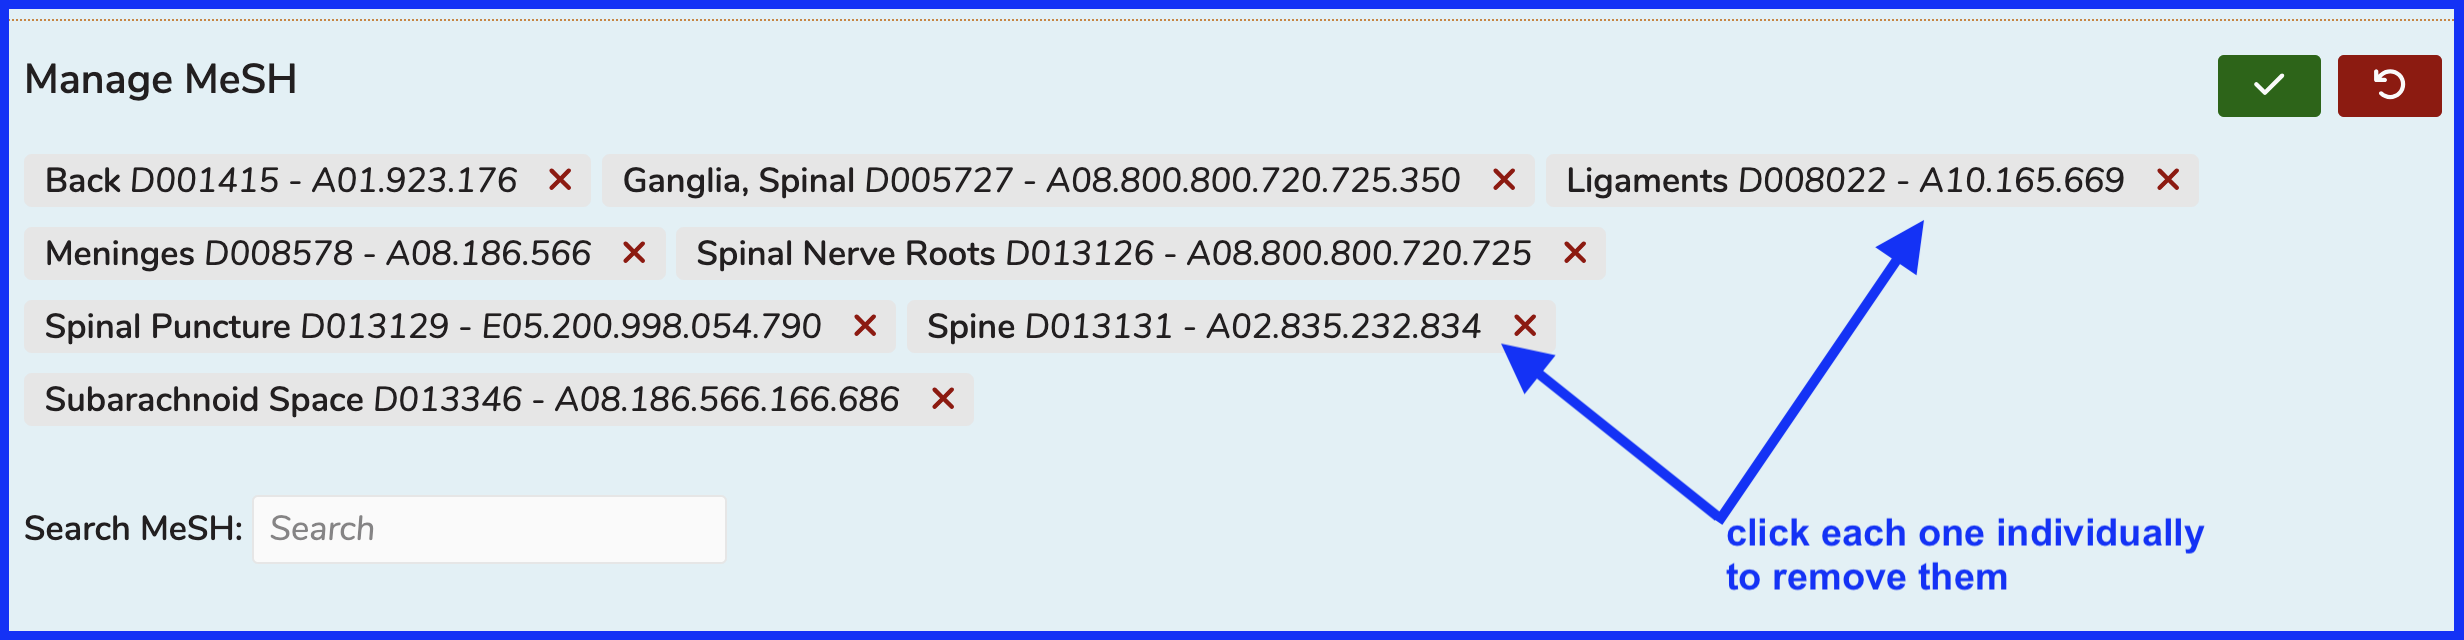 Manage MeSH
Back D001415 - A01.923.176 Ganglia, Spinal D005727 - A08.800.800.720.725.350 Ligaments D008022 - A10.165.669
Meninges D008578 - A08.186.566 Spinal Nerve Roots D013126 - A08.800.800.720.725
Spinal Puncture D013129 - E05.200.998.054.790 Spine D013131 - A02.835.232.834
Subarachnoid Space D013346 - A08.186.566.166.686
Search MeSH: Search
click each one individually
to remove them